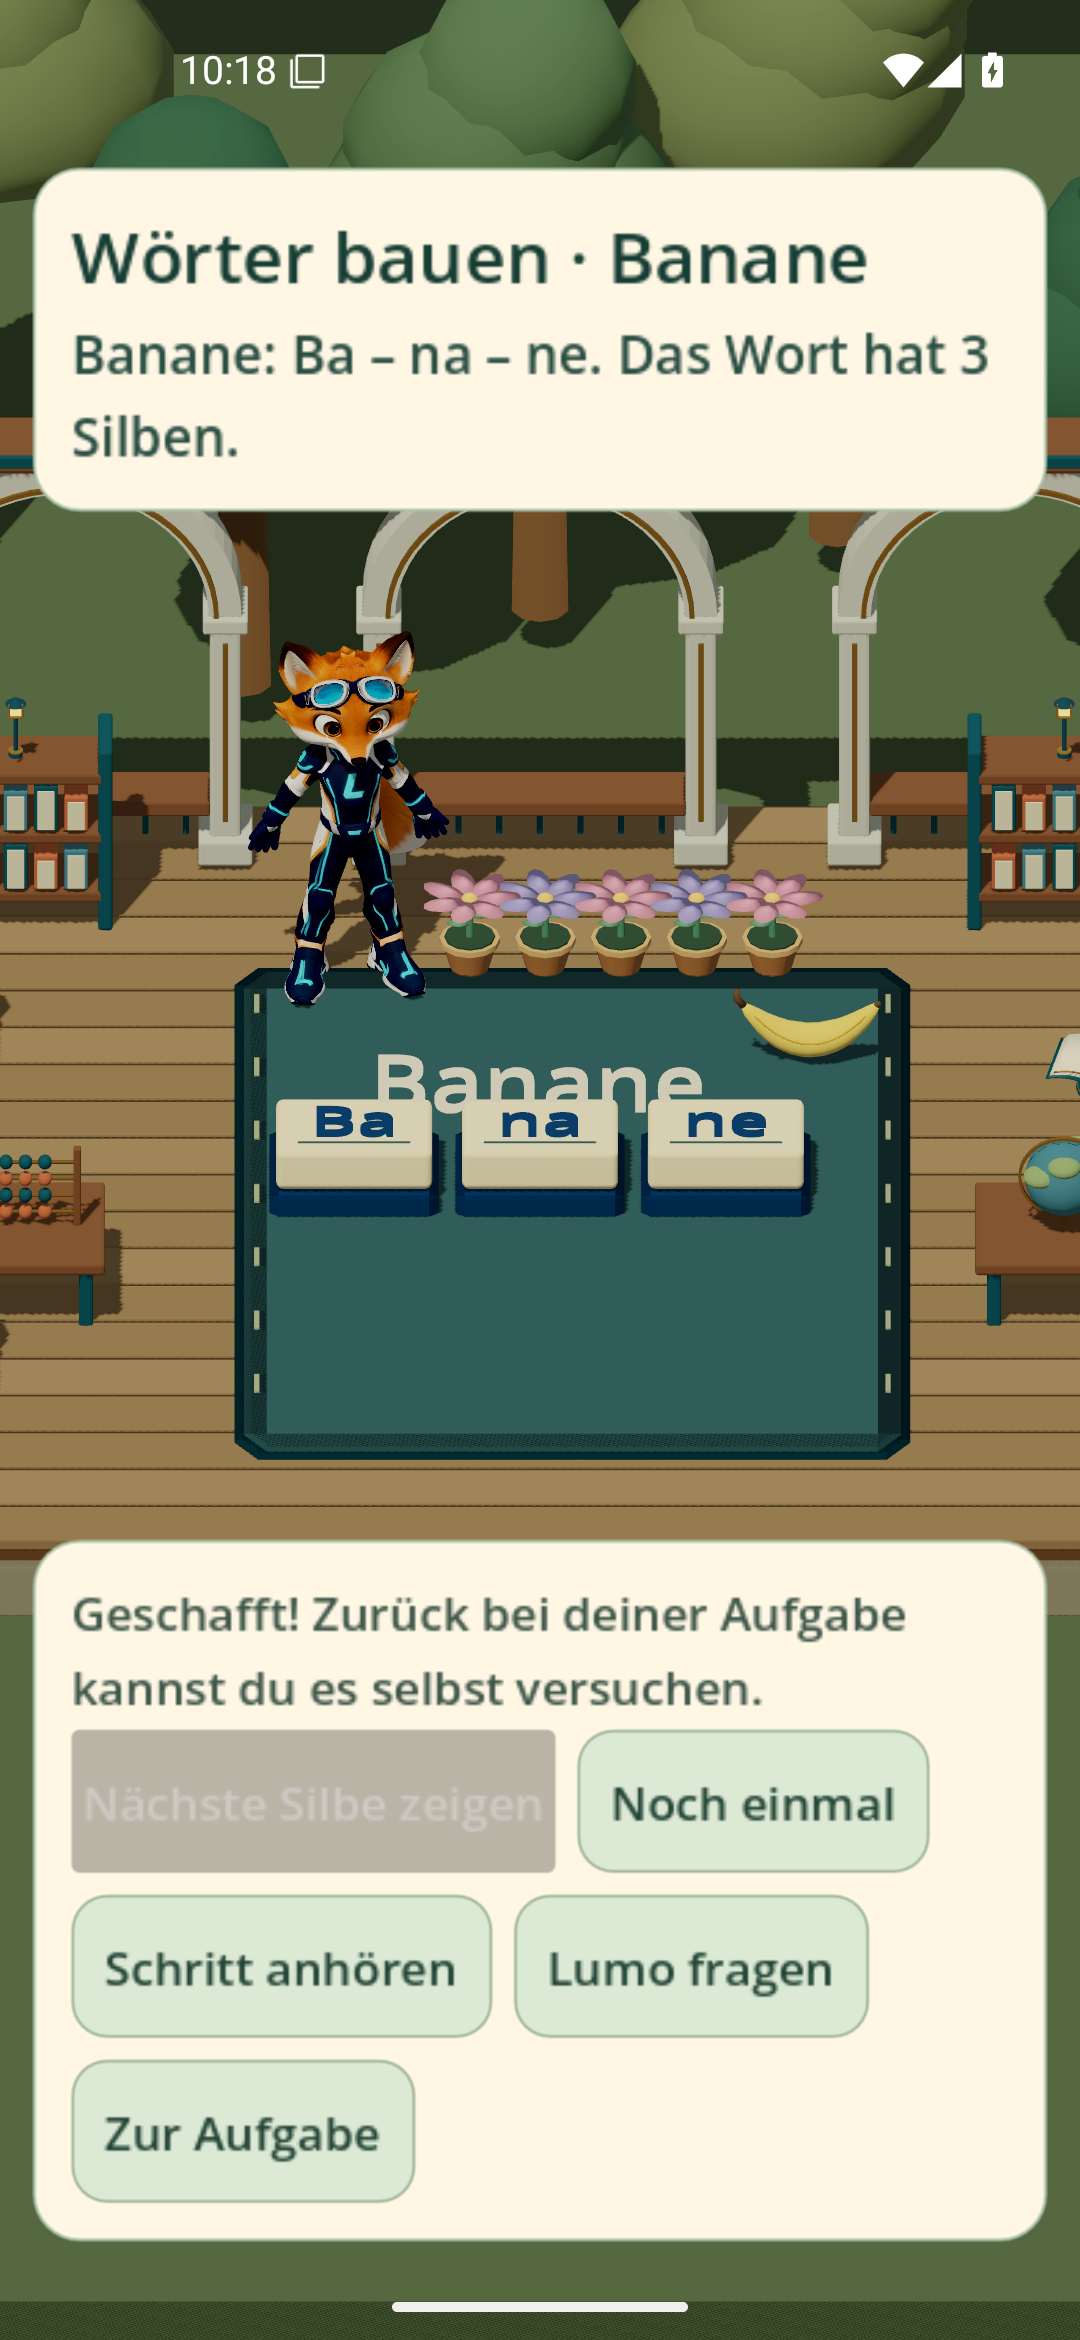 10:18
Wörter bauen · Banane
Banane: Ba – na – ne. Das Wort hat 3
Silben.
L
Banane
Ba na ne
Geschafft! Zurück bei deiner Aufgabe
kannst du es selbst versuchen.
Nächste Silbe zeigen
Noch einmal
Schritt anhören
Lumo fragen
Zur Aufgabe